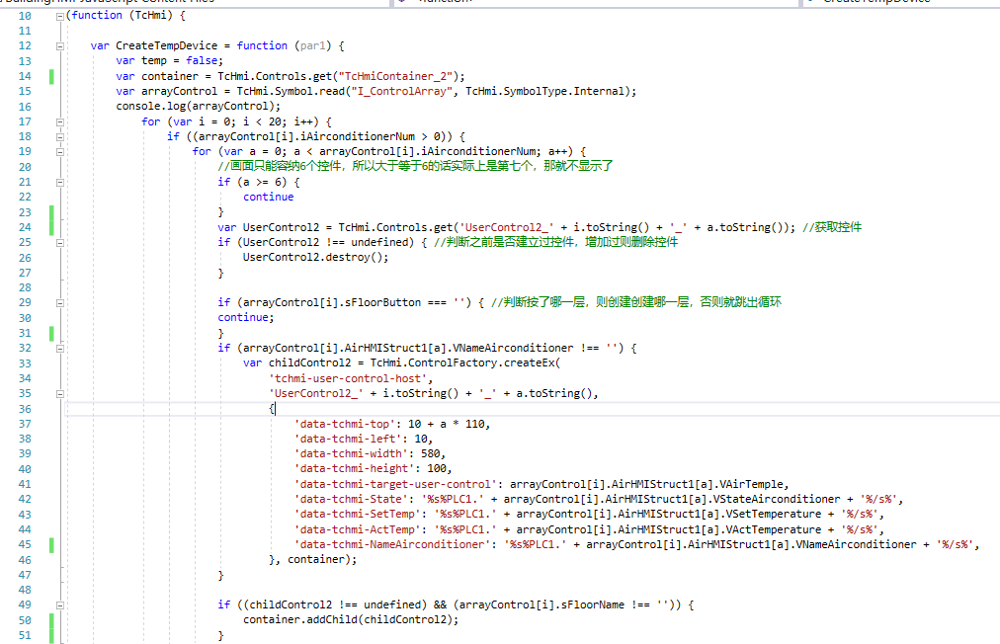 10 (function (TcHmi) {
11
12 var CreateTempDevice = function (par1) {
13 var temp = false;
14 var container = TcHmi.Controls.get("TcHmiContainer_2");
15 var arrayControl = TcHmi.Symbol.read("I_ControlArray", TcHmi.SymbolType.Internal);
16 console.log(arrayControl);
17 for (var i = 0; i < 20; i++) {
18 if ((arrayControl[i].iAirconditionerNum > 0)) {
19 for (var a = 0; a < arrayControl[i].iAirconditionerNum; a++) {
20 //画面只能容纳6个控件，所以大于等于6的话实际上是第七个，那就不显示了
21 if (a >= 6) {
22 continue
23 }
24 var UserControl2 = TcHmi.Controls.get('UserControl2_' + i.toString() + '_' + a.toString()); //获取控件
25 if (UserControl2 !== undefined) { //判断之前是否建立过控件，增加过则删除控件
26 UserControl2.destroy();
27 }
28
29 if (arrayControl[i].sFloorButton === '') { //判断按了哪一层，则创建创建哪一层，否则就跳出循环
30 continue;
31 }
32 if (arrayControl[i].AirHMIStruct1[a].VNameAirconditioner !== '') {
33 var childControl2 = TcHmi.ControlFactory.createEx(
34 'tchmi-user-control-host',
35 'UserControl2_' + i.toString() + '_' + a.toString(),
36 {
37 'data-tchmi-top': 10 + a * 110,
38 'data-tchmi-left': 10,
39 'data-tchmi-width': 580,
40 'data-tchmi-height': 100,
41 'data-tchmi-target-user-control': arrayControl[i].AirHMIStruct1[a].VAirTemple,
42 'data-tchmi-State': '%s%PLC1.' + arrayControl[i].AirHMIStruct1[a].VStateAirconditioner + '%/s%',
43 'data-tchmi-SetTemp': '%s%PLC1.' + arrayControl[i].AirHMIStruct1[a].VSetTemperature + '%/s%',
44 'data-tchmi-ActTemp': '%s%PLC1.' + arrayControl[i].AirHMIStruct1[a].VActTemperature + '%/s%',
45 'data-tchmi-NameAirconditioner': '%s%PLC1.' + arrayControl[i].AirHMIStruct1[a].VNameAirconditioner + '%/s%',
46 }, container);
47 }
48
49 if ((childControl2 !== undefined) && (arrayControl[i].sFloorName !== '')) {
50 container.addChild(childControl2);
51 }